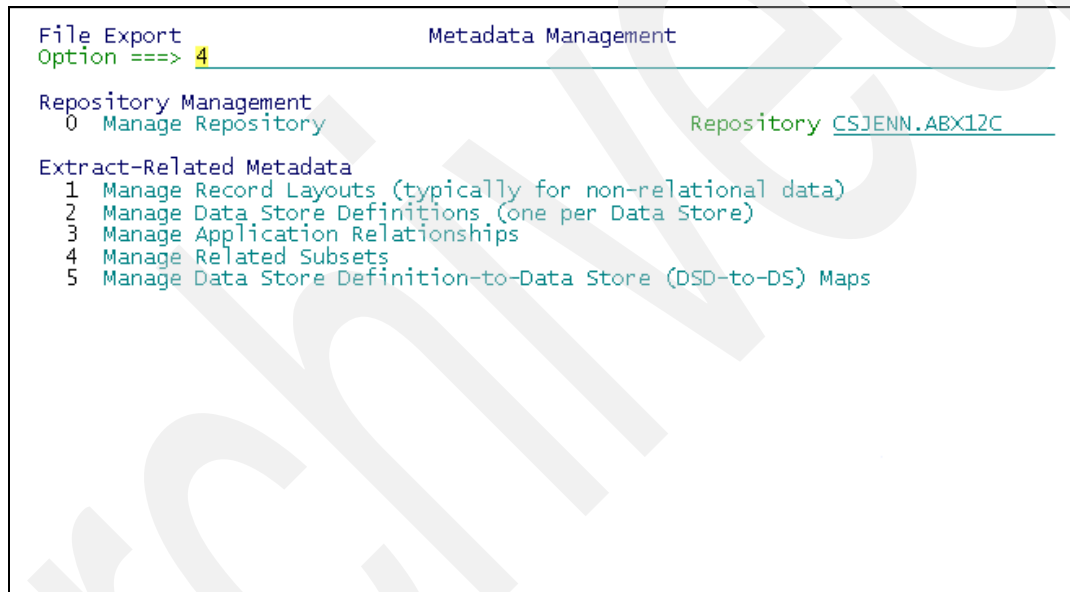 File Export Metadata Management
Option ===> 4
Repository Management
0 Manage Repository Repository CSJENN.ABX12C
Extract-Related Metadata
1 Manage Record Layouts (typically for non-relational data)
2 Manage Data Store Definitions (one per Data Store)
3 Manage Application Relationships
4 Manage Related Subsets
5 Manage Data Store Definition-to-Data Store (DSD-to-DS) Maps